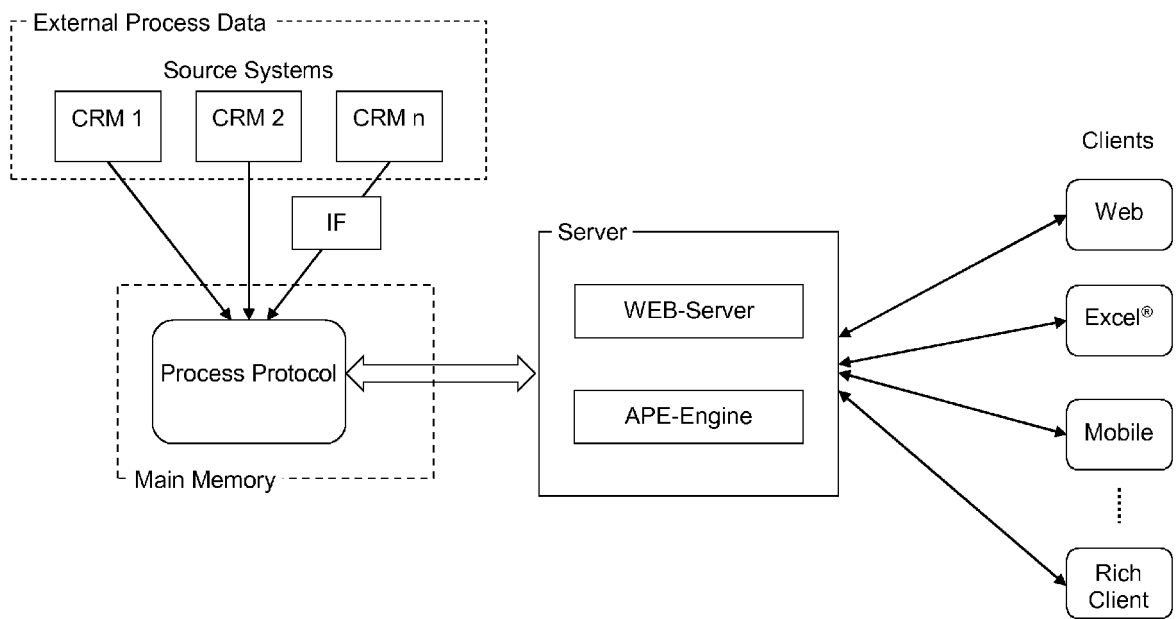 External Process Data
Source Systems
CRM 1
CRM 2
CRM n
IF
Process Protocol
Main Memory
Server
WEB-Server
APE-Engine
Clients
Web
Excel®
Mobile
Rich
Client